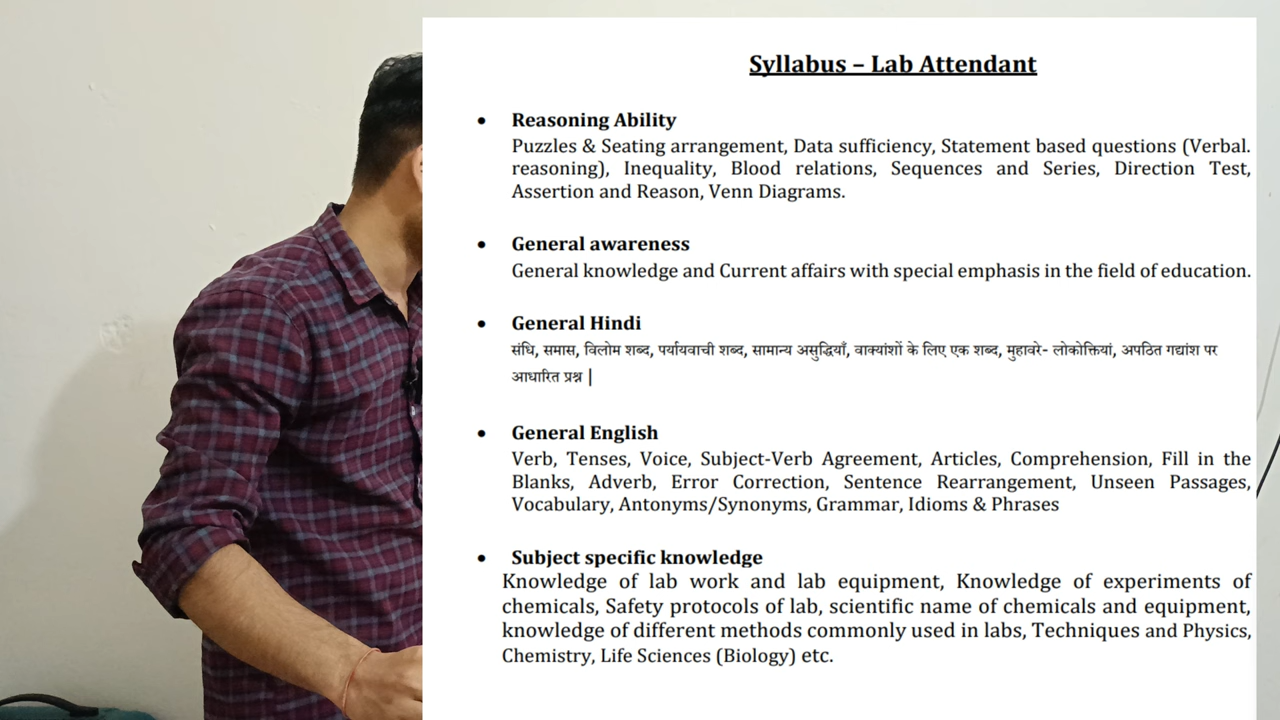 Syllabus – Lab Attendant
• Reasoning Ability
Puzzles & Seating arrangement, Data sufficiency, Statement based questions (Verbal.
reasoning), Inequality, Blood relations, Sequences and Series, Direction Test,
Assertion and Reason, Venn Diagrams.
• General awareness
General knowledge and Current affairs with special emphasis in the field of education.
• General Hindi
संधि, समास, विलोम शब्द, पर्यायवाची शब्द, सामान्य असुद्धियाँ, वाक्यांशों के लिए एक शब्द, मुहावरे- लोकोक्तियां, अपठित गद्यांश पर
आधारित प्रश्न |
• General English
Verb, Tenses, Voice, Subject-Verb Agreement, Articles, Comprehension, Fill in the
Blanks, Adverb, Error Correction, Sentence Rearrangement, Unseen Passages,
Vocabulary, Antonyms/Synonyms, Grammar, Idioms & Phrases
• Subject specific knowledge
Knowledge of lab work and lab equipment, Knowledge of experiments of
chemicals, Safety protocols of lab, scientific name of chemicals and equipment,
knowledge of different methods commonly used in labs, Techniques and Physics,
Chemistry, Life Sciences (Biology) etc.